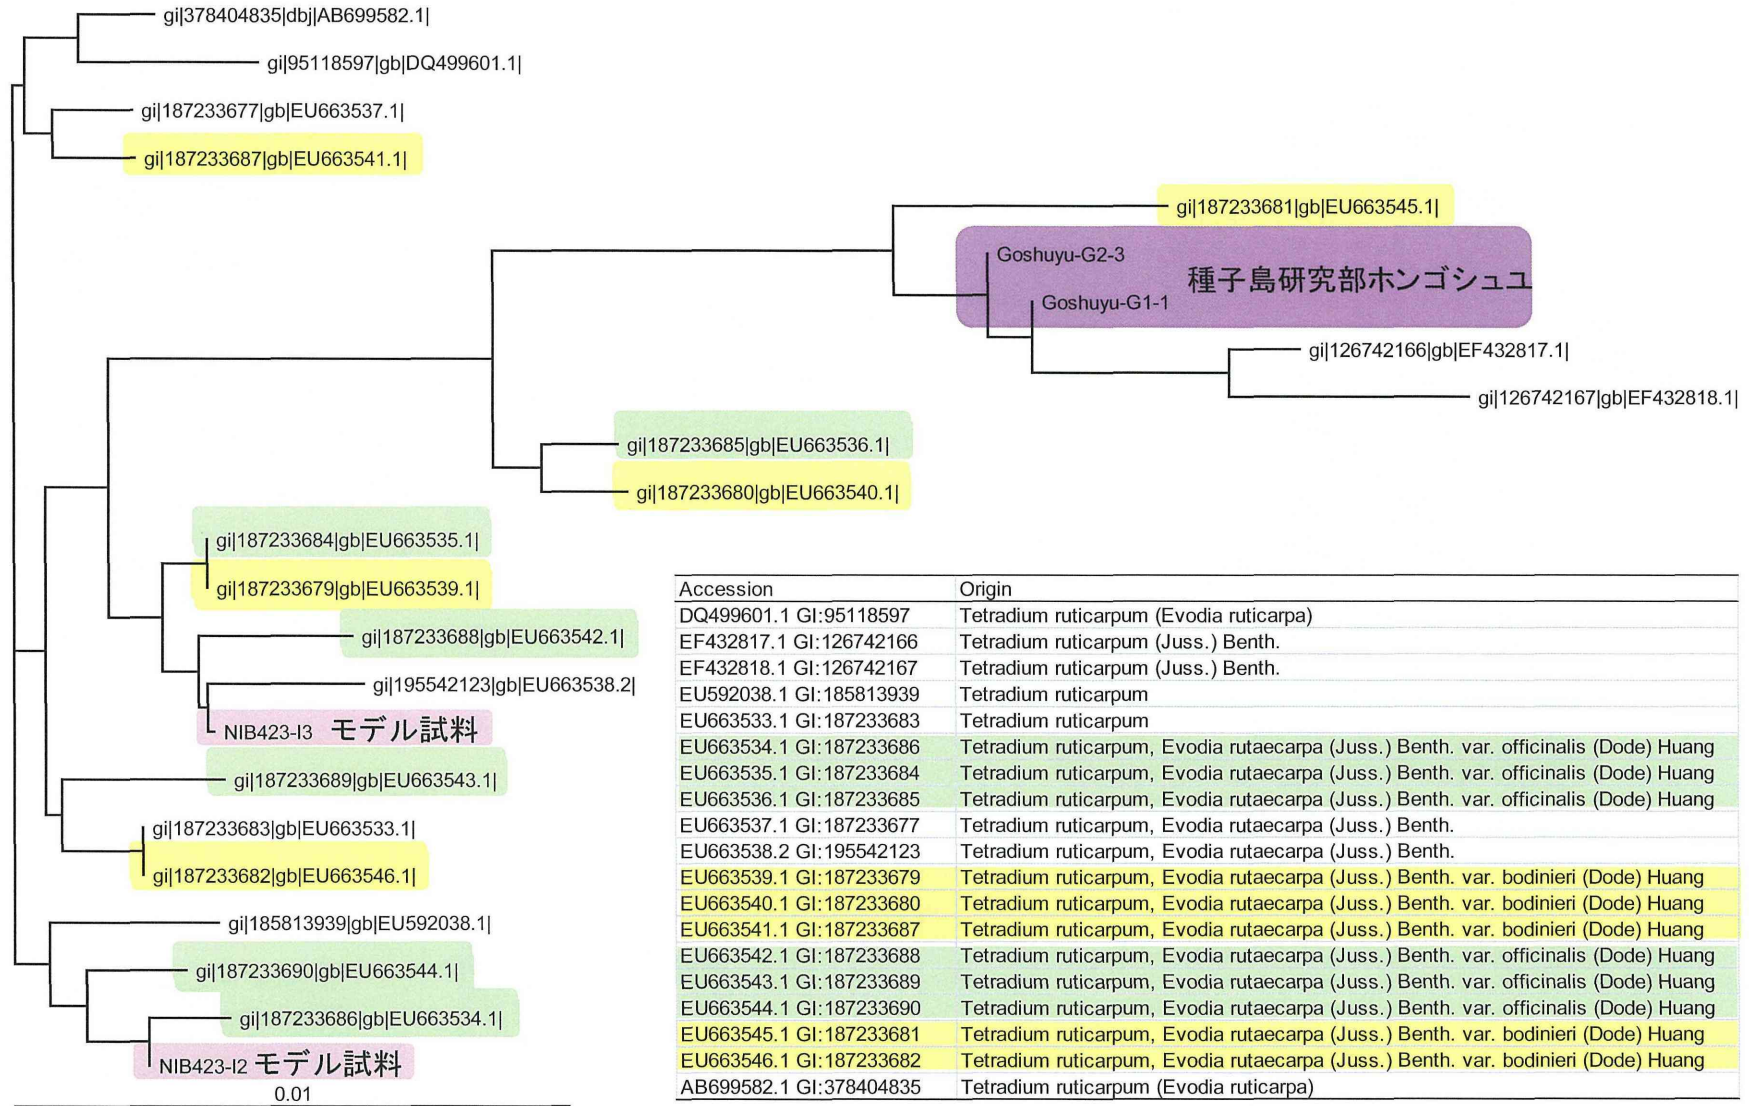 gi|378404835|dbj|AB699582.1|
gi|95118597|gb|DQ499601.1|
gi|187233677|gb|EU663537.1|
gi|187233687|gb|EU663541.1|
gi|187233681|gb|EU663545.1|
Goshuyu-G2-3
種子島研究部ホンゴシュユ
Goshuyu-G1-1
gi|126742166|gb|EF432817.1|
gi|126742167|gb|EF432818.1|
gi|187233685|gb|EU663536.1|
gi|187233680|gb|EU663540.1|
gi|187233684|gb|EU663535.1|
gi|187233679|gb|EU663539.1|
gi|187233688|gb|EU663542.1|
gi|195542123|gb|EU663538.2|
NIB423-I3 モデル試料
gi|187233689|gb|EU663543.1|
gi|187233683|gb|EU663533.1|
gi|187233682|gb|EU663546.1|
gi|185813939|gb|EU592038.1|
gi|187233690|gb|EU663544.1|
gi|187233686|gb|EU663534.1|
NIB423-I2 モデル試料
0.01
Accession Origin
DQ499601.1 GI:95118597 Tetradium ruticarpum (Evodia ruticarpa)
EF432817.1 GI:126742166 Tetradium ruticarpum (Juss.) Benth.
EF432818.1 GI:126742167 Tetradium ruticarpum (Juss.) Benth.
EU592038.1 GI:185813939 Tetradium ruticarpum
EU663533.1 GI:187233683 Tetradium ruticarpum
EU663534.1 GI:187233686 Tetradium ruticarpum, Evodia rutaecarpa (Juss.) Benth. var. officinalis (Dode) Huang
EU663535.1 GI:187233684 Tetradium ruticarpum, Evodia rutaecarpa (Juss.) Benth. var. officinalis (Dode) Huang
EU663536.1 GI:187233685 Tetradium ruticarpum, Evodia rutaecarpa (Juss.) Benth. var. officinalis (Dode) Huang
EU663537.1 GI:187233677 Tetradium ruticarpum, Evodia rutaecarpa (Juss.) Benth.
EU663538.2 GI:195542123 Tetradium ruticarpum, Evodia rutaecarpa (Juss.) Benth.
EU663539.1 GI:187233679 Tetradium ruticarpum, Evodia rutaecarpa (Juss.) Benth. var. bodinieri (Dode) Huang
EU663540.1 GI:187233680 Tetradium ruticarpum, Evodia rutaecarpa (Juss.) Benth. var. bodinieri (Dode) Huang
EU663541.1 GI:187233687 Tetradium ruticarpum, Evodia rutaecarpa (Juss.) Benth. var. bodinieri (Dode) Huang
EU663542.1 GI:187233688 Tetradium ruticarpum, Evodia rutaecarpa (Juss.) Benth. var. officinalis (Dode) Huang
EU663543.1 GI:187233689 Tetradium ruticarpum, Evodia rutaecarpa (Juss.) Benth. var. officinalis (Dode) Huang
EU663544.1 GI:187233690 Tetradium ruticarpum, Evodia rutaecarpa (Juss.) Benth. var. officinalis (Dode) Huang
EU663545.1 GI:187233681 Tetradium ruticarpum, Evodia rutaecarpa (Juss.) Benth. var. bodinieri (Dode) Huang
EU663546.1 GI:187233682 Tetradium ruticarpum, Evodia rutaecarpa (Juss.) Benth. var. bodinieri (Dode) Huang
AB699582.1 GI:378404835 Tetradium ruticarpum (Evodia ruticarpa)